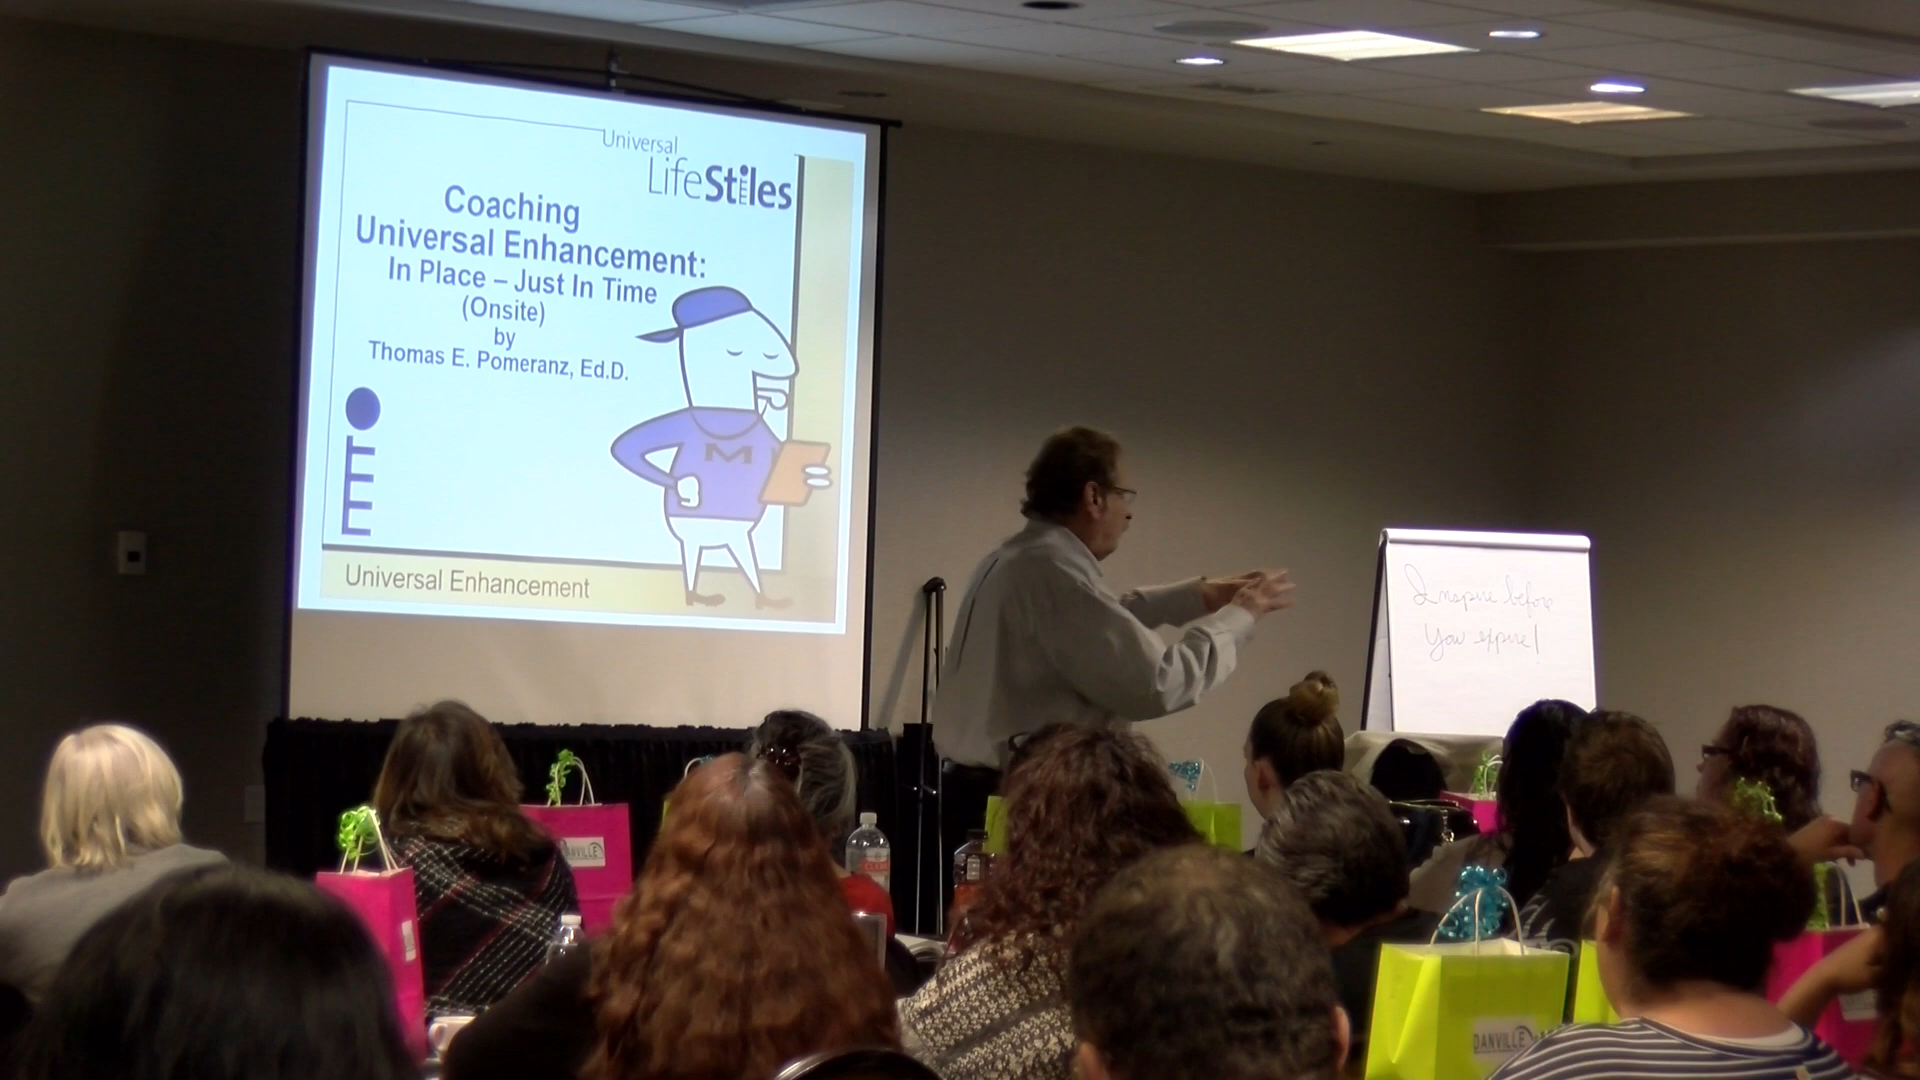 Universal
LifeStiles
Coaching
Universal Enhancement:
In Place – Just In Time
(Onsite)
by
Thomas E. Pomeranz, Ed.D.
M
Universal Enhancement
Inspire before
You expire!
DANVILLE
DANVILLE